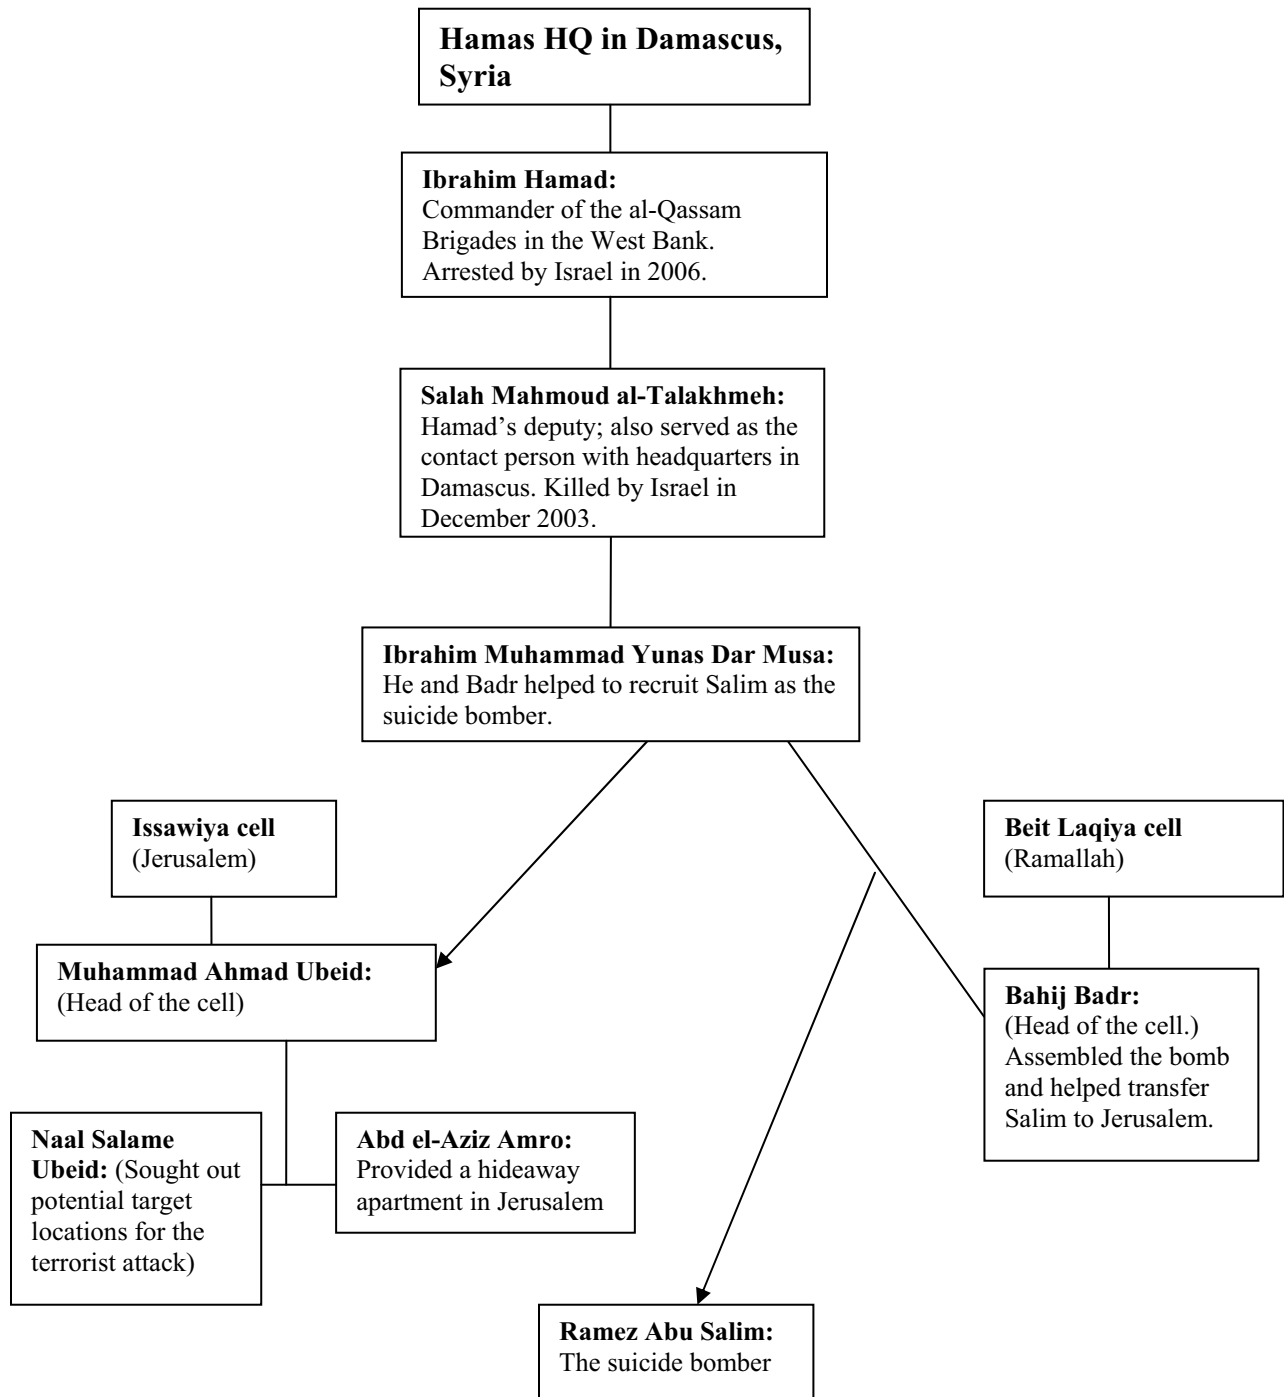 Hamas HQ in Damascus,
Syria
Ibrahim Hamad:
Commander of the al-Qassam
Brigades in the West Bank.
Arrested by Israel in 2006.
Salah Mahmoud al-Talakhmeh:
Hamad’s deputy; also served as the
contact person with headquarters in
Damascus. Killed by Israel in
December 2003.
Ibrahim Muhammad Yunas Dar Musa:
He and Badr helped to recruit Salim as the
suicide bomber.
Issawiya cell
(Jerusalem)
Beit Laqiya cell
(Ramallah)
Muhammad Ahmad Ubeid:
(Head of the cell)
Bahij Badr:
(Head of the cell.)
Assembled the bomb
and helped transfer
Salim to Jerusalem.
Naal Salame
Ubeid: (Sought out
potential target
locations for the
terrorist attack)
Abd el-Aziz Amro:
Provided a hideaway
apartment in Jerusalem
Ramez Abu Salim:
The suicide bomber